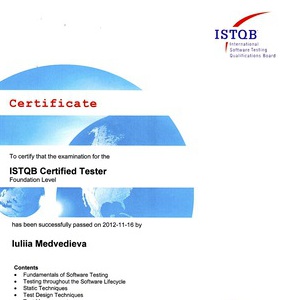 ISTQB
International
Software Testing
Qualifications Board
Certificate
To certify that the examination for the
ISTQB Certified Tester
Foundation Level
has been successfully passed on 2012-11-16 by
Iuliia Medvedieva
Contents
• Fundamentals of Software Testing
• Testing throughout the Software Lifecycle
• Static Techniques
• Test Design Techniques